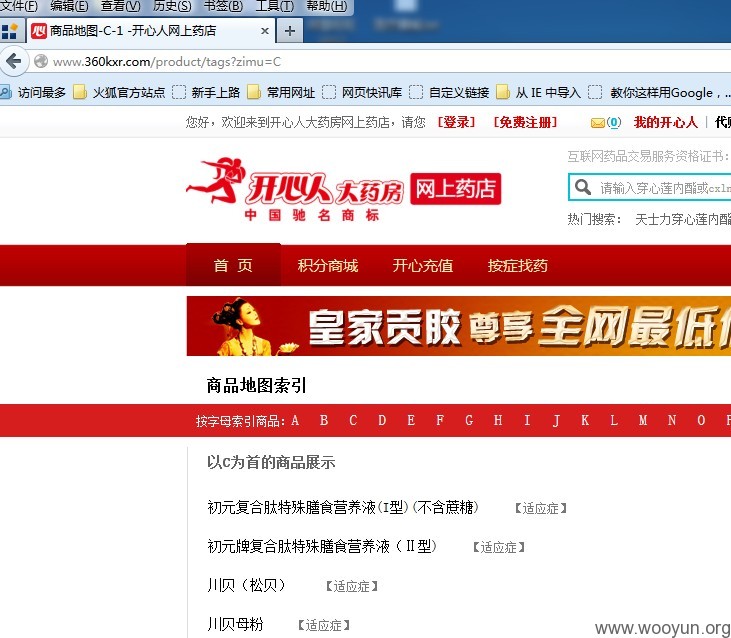 文件(F) 编辑(E) 查看(V) 历史(S) 书签(B) 工具(T) 帮助(H)
商品地图-C-1 -开心人网上药店 × +
www.360kxr.com/product/tags?zimu=C
访问最多 火狐官方站点 新手上路 常用网址 网页快讯库 自定义链接 从 IE 中导入 教你这样用Google，...
您好，欢迎来到开心人大药房网上药店，请您 [登录] [免费注册] (0) 我的开心人 | 代
互联网药品交易服务资格证书:
开心人 大药房 网上药店
中国驰名商标
请输入穿心莲内酯或cxln
热门搜索： 天士力穿心莲内酯
首 页 积分商城 开心充值 按症找药
皇家贡胶 尊享 全网最低
商品地图索引
按字母索引商品: A B C D E F G H I J K L M N O
以C为首的商品展示
初元复合肽特殊膳食营养液(I型)(不含蔗糖) 【适应症】
初元牌复合肽特殊膳食营养液（Ⅱ型） 【适应症】
川贝（松贝） 【适应症】
川贝母粉 【适应症】
www.wooyun.org